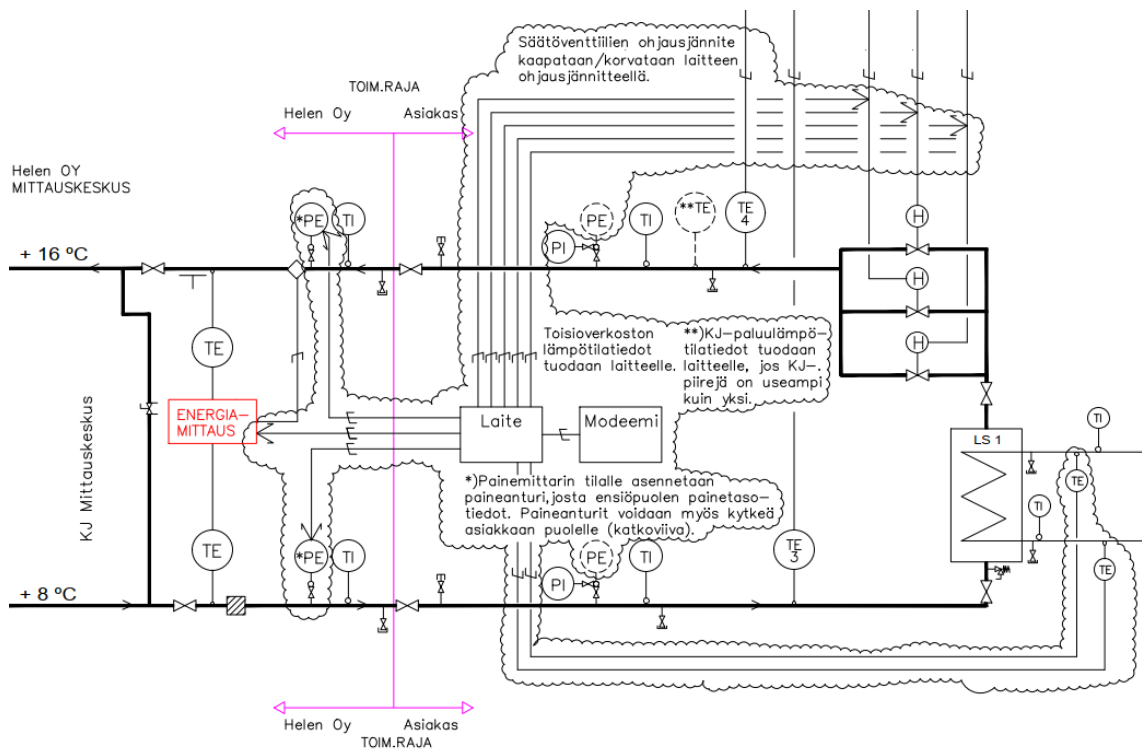 Säätöventtiilien ohjausjännite
kaapataan/korvataan laitteen
ohjausjännitteellä.
TOIM.RAJA
Helen Oy
Asiakas
Helen OY
MITTAUSKESKUS
*PE
TI
PE
TI
**TE
TE
4
PI
H
+ 16 ºC
H
H
TE
Toisioverkoston
lämpötilatiedot
tuodaan laitteelle.
**)KJ-paluulämpö-
tilatiedot tuodaan
laitteelle, jos KJ-.
piirejä on useampi
kuin yksi.
KJ Mittauskeskus
ENERGIA-
MITTAUS
Laite
Modeemi
LS 1
TI
TE
TI
TE
*)Painemittarin tilalle asennetaan
paineanturi,josta ensiöpuolen painetaso-
tiedot. Paineanturit voidaan myös kytkeä
asiakkaan puolelle (katkoviiva).
TE
*PE
TI
PE
TI
TE
3
PI
+ 8 ºC
Helen Oy
Asiakas
TOIM.RAJA